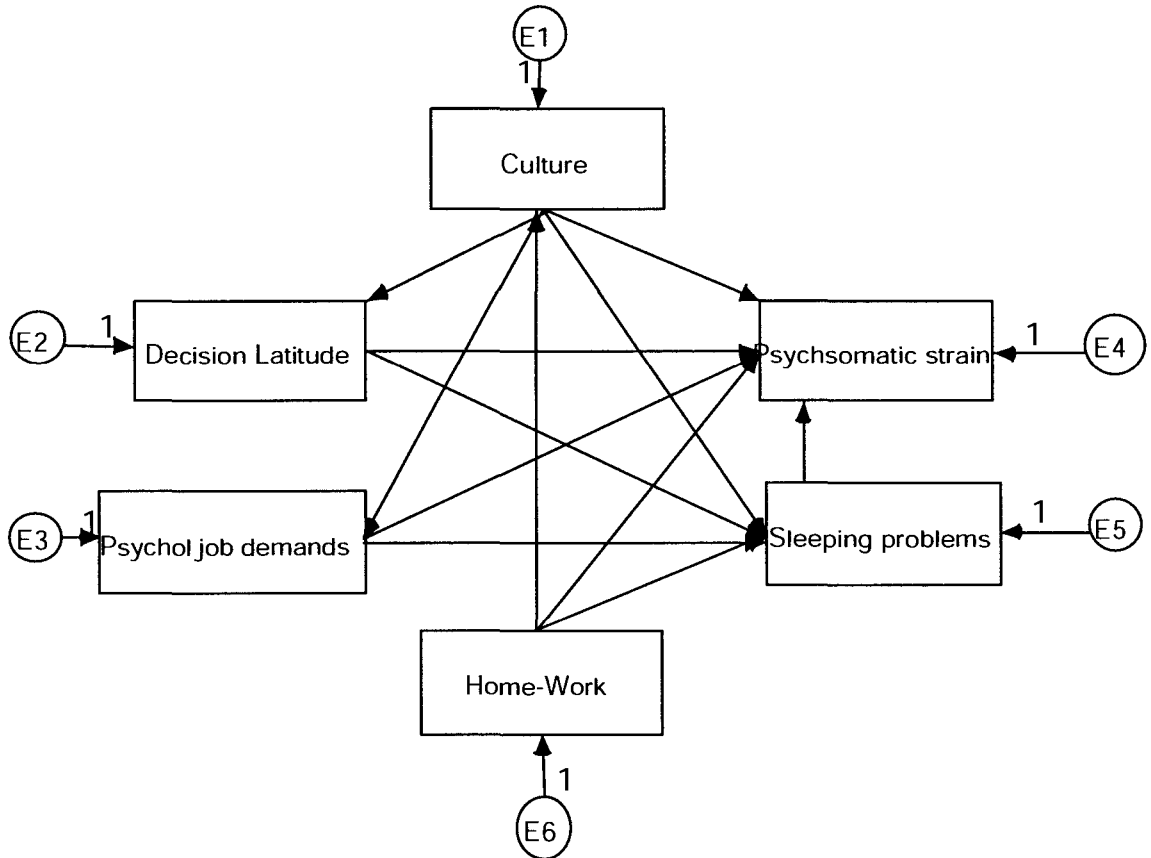 E1
1
Culture
E2
1
Decision Latitude
Psychsomatic strain
1
E4
E3
1
Psychol job demands
Sleeping problems
1
E5
Home-Work
1
E6